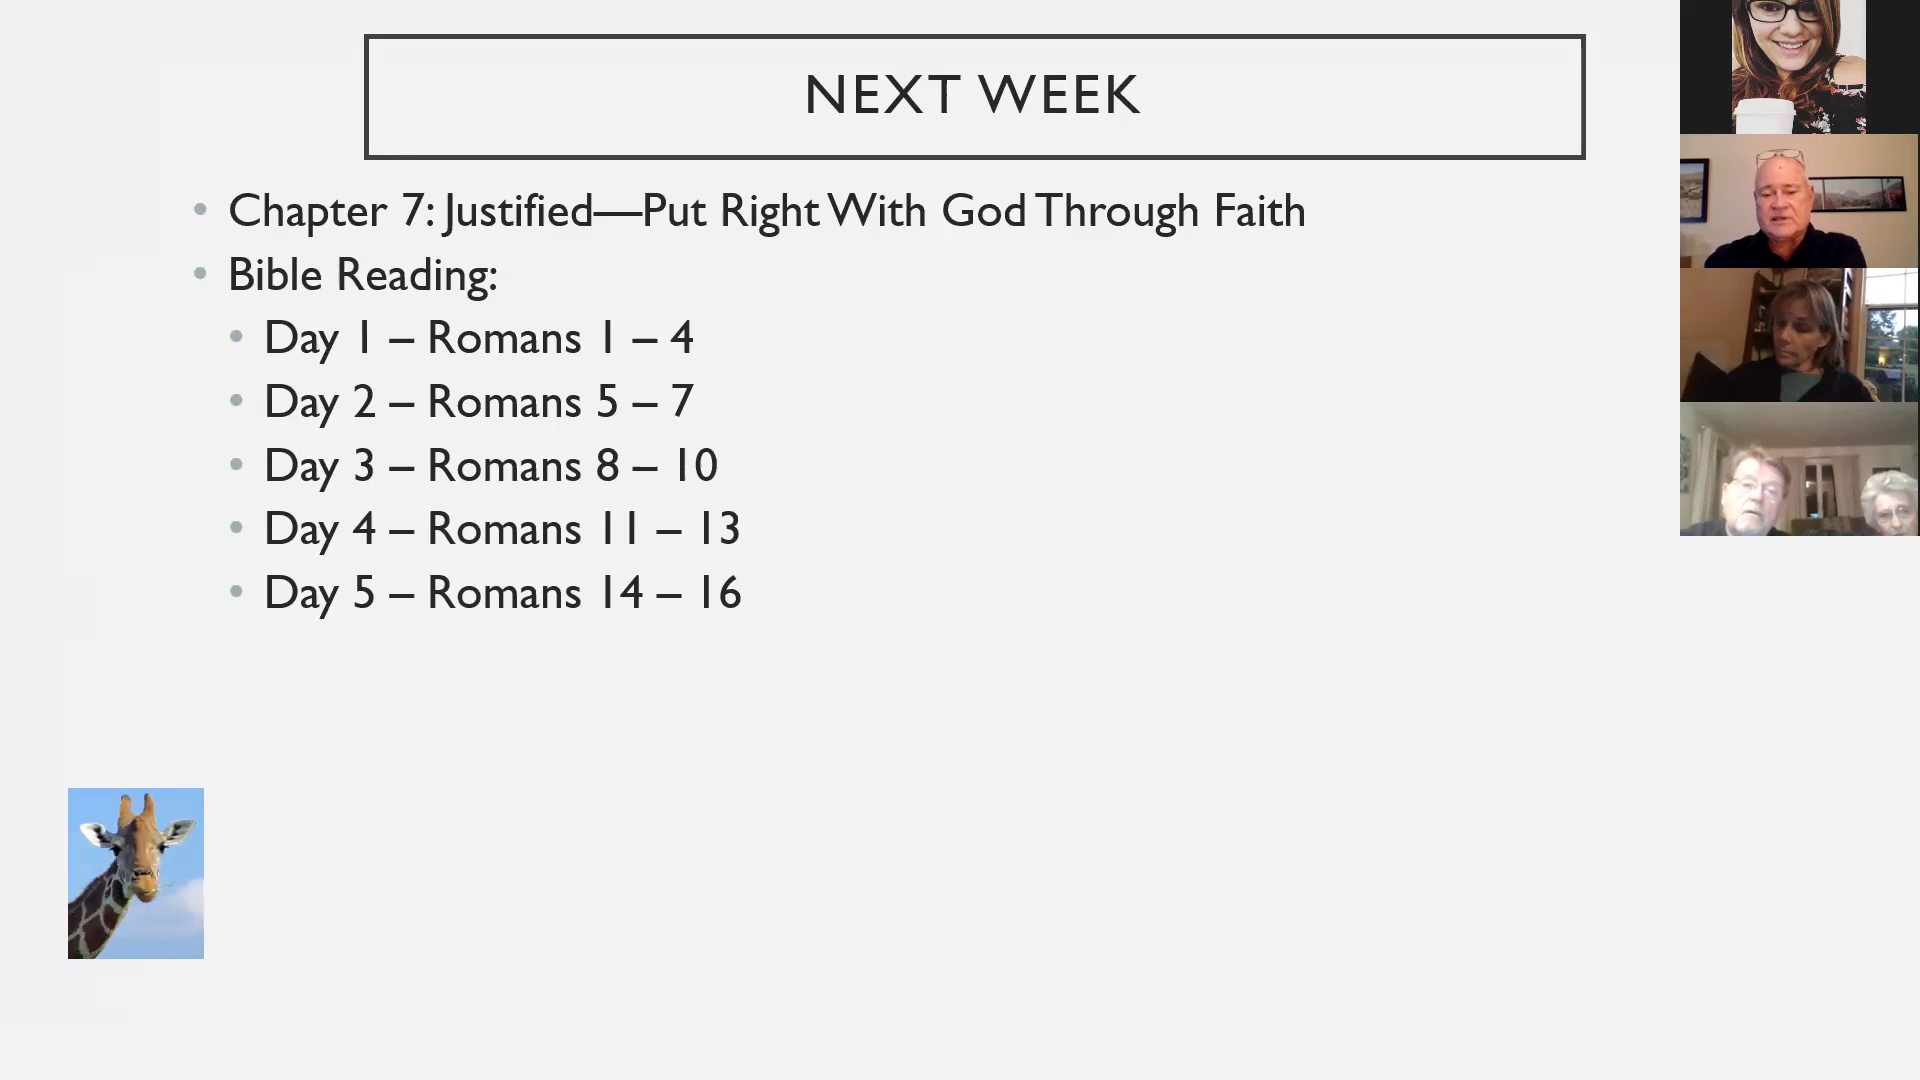 NEXT WEEK
• Chapter 7: Justified—Put Right With God Through Faith
• Bible Reading:
• Day 1 – Romans 1 – 4
• Day 2 – Romans 5 – 7
• Day 3 – Romans 8 – 10
• Day 4 – Romans 11 – 13
• Day 5 – Romans 14 – 16